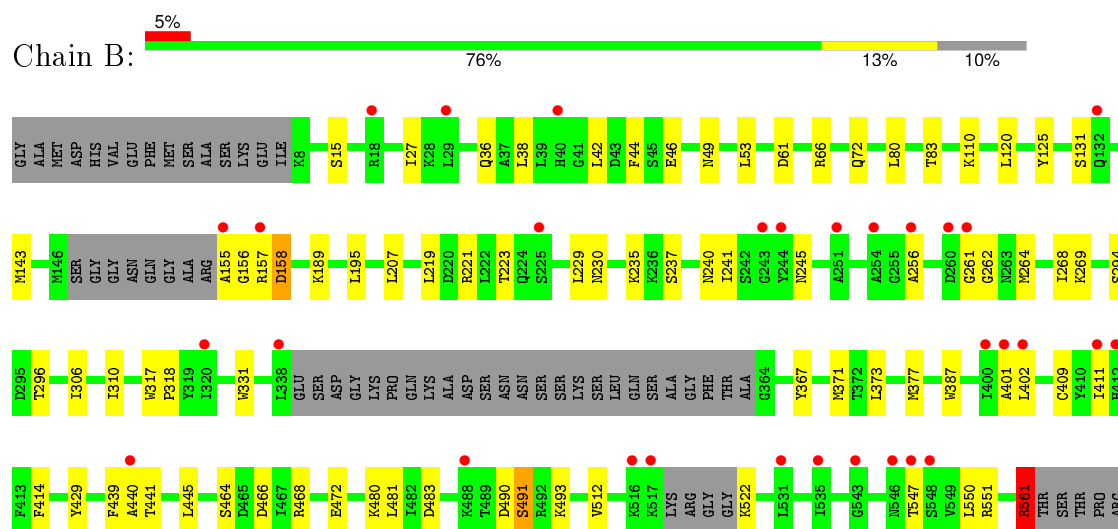 5%
Chain B:
76% 13% 10%
GLY ALA MET ASP HIS VAL GLU PHE MET SER ALA SER LYS GLU ILE K8 S15 R18 I27 K28 L29 Q36 A37 L38 L39 H40 G41 L42 D43 F44 S45 E46 N49 L53 D61 R66 Q72 L80 T83 K110 L120 Y125 S131 Q132
M143 M146 SER GLY GLY ASN GLN GLY ALA ARG A155 G156 R157 D158 K189 L195 L207 L219 D220 R221 L222 T223 Q224 S225 L229 N230 K235 K236 S237 N240 I241 S242 G243 Y244 N245 A251 A254 G255 A256 D260 G261 G262 N263 M264 I268 K269 S294
D295 T296 I306 I310 W317 P318 Y319 I320 W331 L338 GLU SER ASP GLY LYS PRO GLN LYS ALA ASP SER ASN ASN SER SER LYS SER LEU GLN SER ALA GLY PHE THR ALA G364 Y367 M371 T372 L373 M377 W387 I400 A401 L402 C409 Y410 I411 H412
F413 F414 Y429 F439 A440 T441 L445 S464 D465 D466 I467 R468 E472 K480 L481 I482 D483 K488 T489 D490 S491 R492 K493 V512 K516 K517 LYS ARG GLY GLY K522 L531 I535 G543 N546 T547 S548 V549 L550 R551 R561 THR SER THR PRO